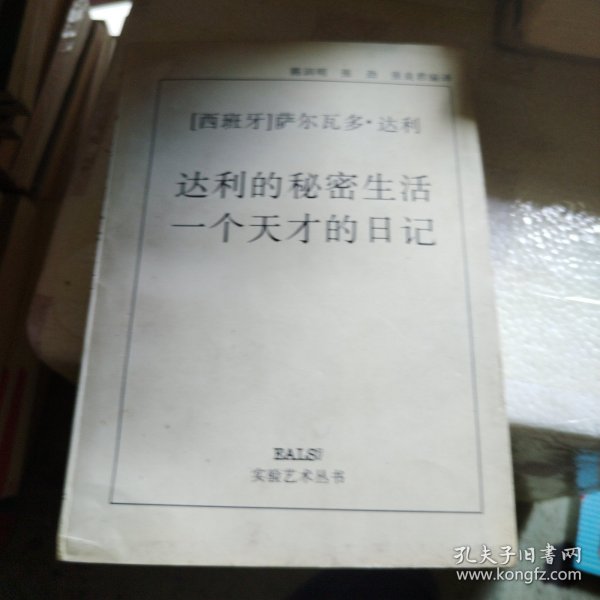 [西班牙]萨尔瓦多·达利
达利的秘密生活
一个天才的日记
EALS!
实验艺术丛书
孔夫子旧书网
www.kongfz.com